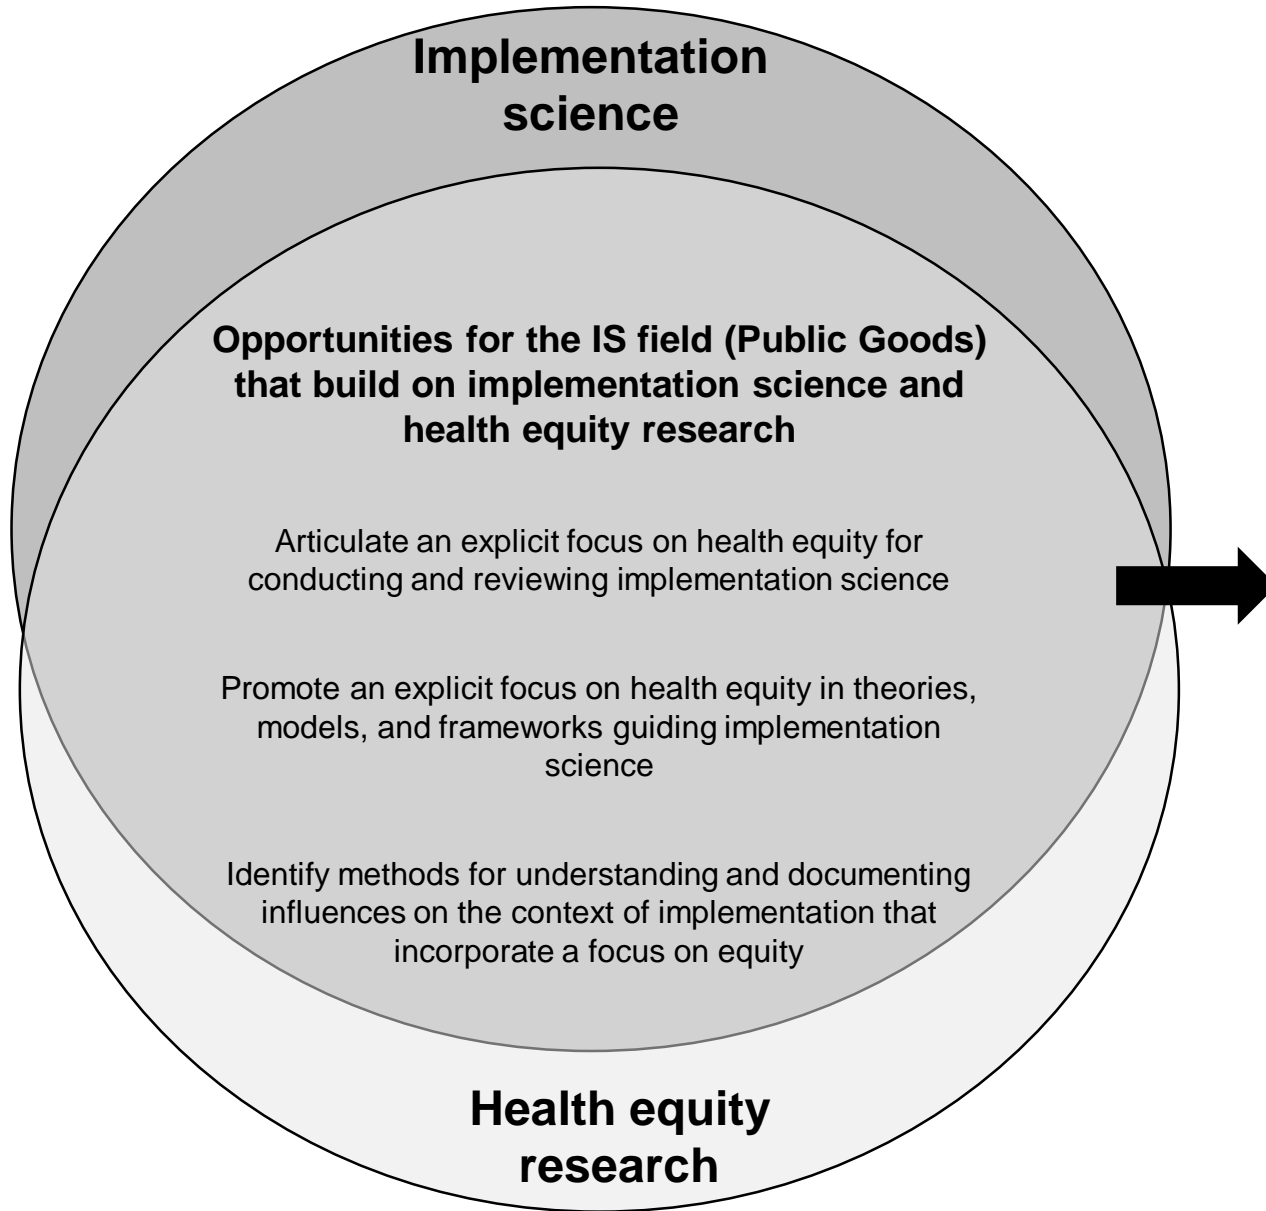 Implementation
science
Opportunities for the IS field (Public Goods)
that build on implementation science and
health equity research
Articulate an explicit focus on health equity for
conducting and reviewing implementation science
Promote an explicit focus on health equity in theories,
models, and frameworks guiding implementation
science
Identify methods for understanding and documenting
influences on the context of implementation that
incorporate a focus on equity
Health equity
research